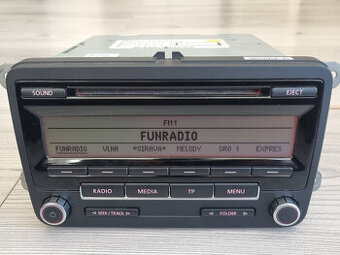 SOUND
EJECT
FM1
FUNRADIO
FUNRADIO VLNA *SIRAVA* MELODY SRO 1 EXPRES
RADIO MEDIA TP MENU
SEEK / TRACK
FOLDER